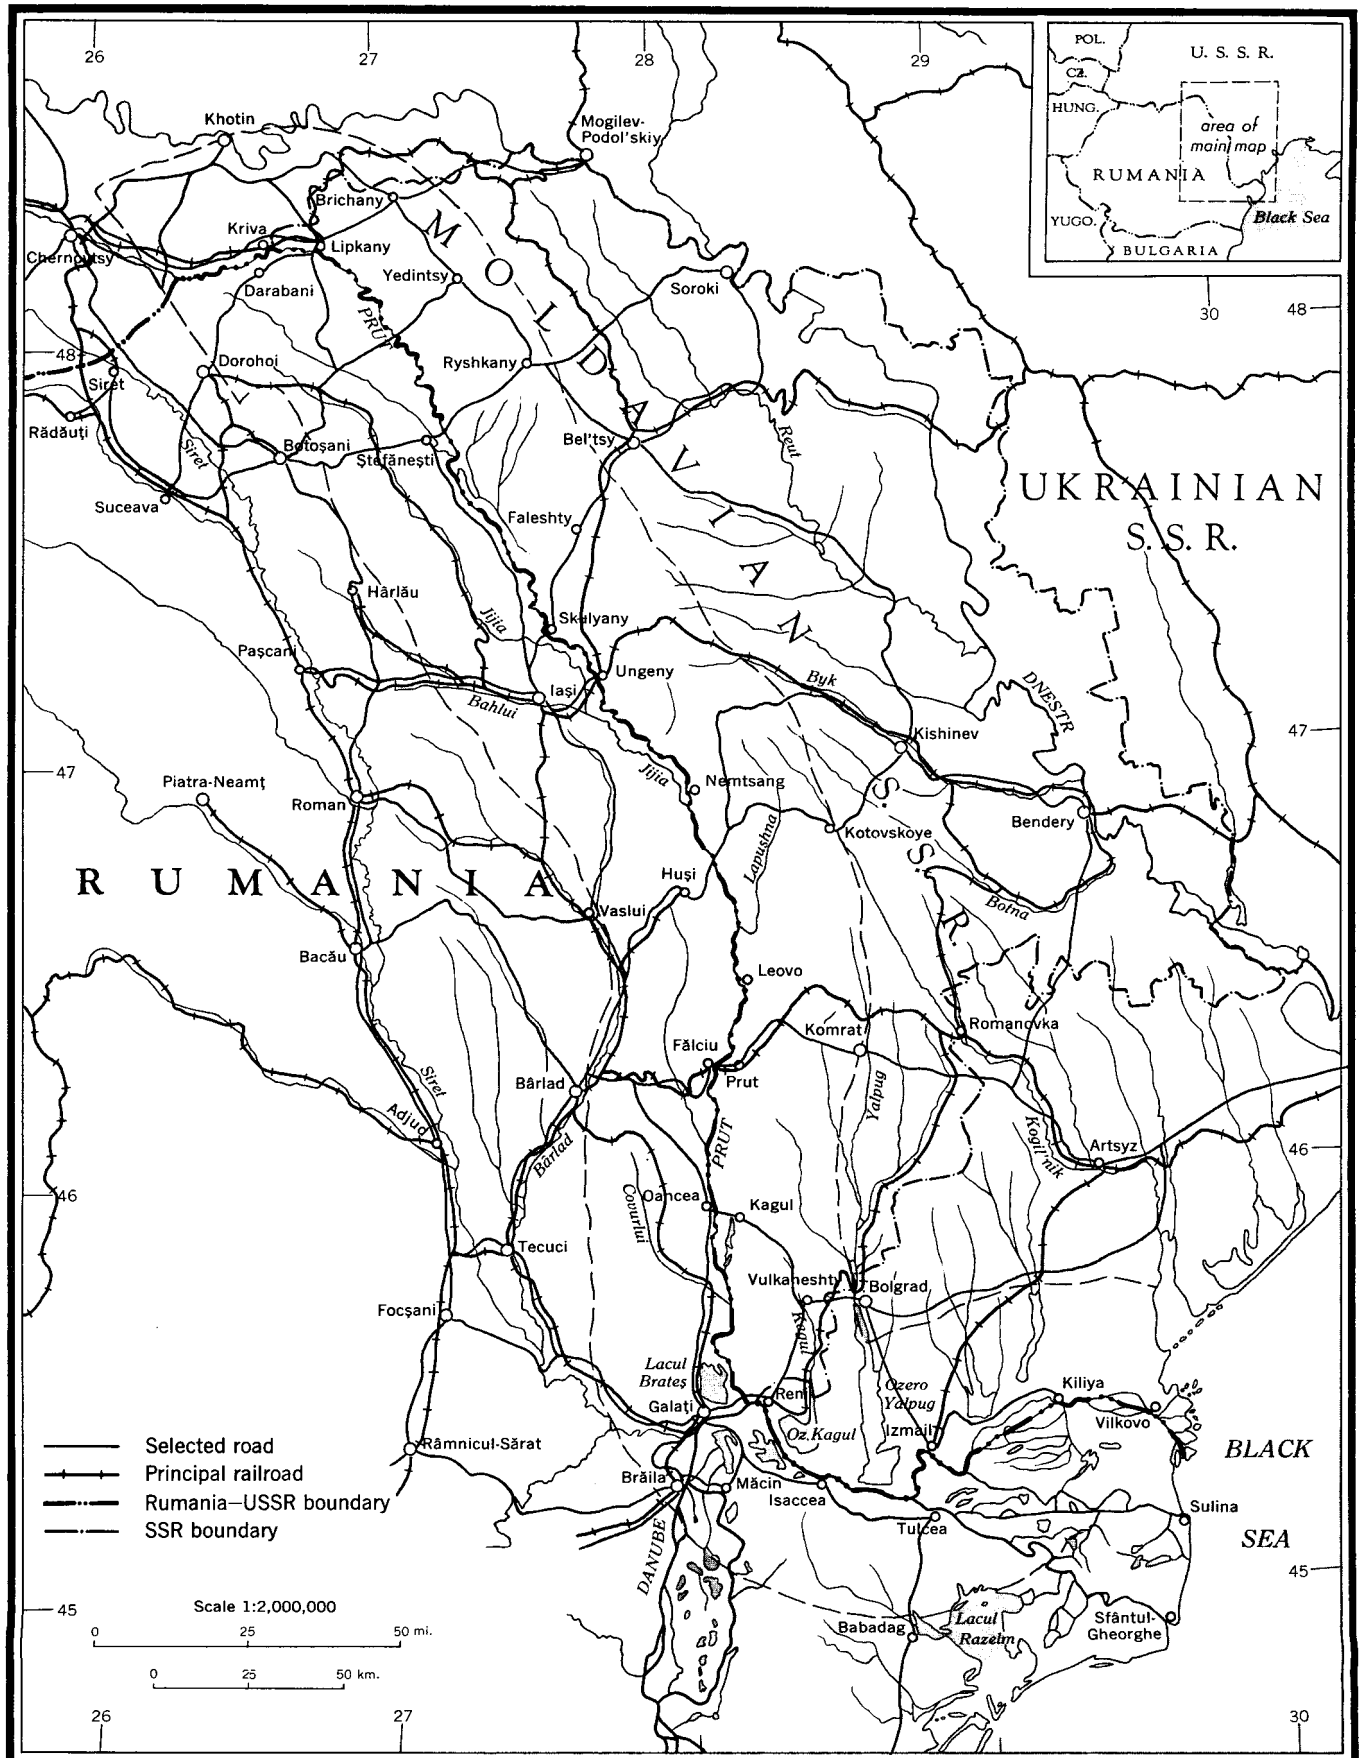 26
27
28
29
POL.
U. S. S. R.
CZ.
HUNG.
area of
main map
RUMANIA
YUGO.
Black Sea
BULGARIA
30
48
Khotin
Mogilev-
Podol'skiy
Brichany
Kriva
Lipkany
Chernovtsy
Yedintsy
Darabani
Soroki
PRUT
MOLDAVIAN S. S. R.
48
Dorohoi
Ryshkany
Siret
Rădăuţi
Siret
Botoşani
Ştefăneşti
Bel'tsy
Reut
UKRAINIAN
S. S. R.
Suceava
Faleshty
Hârlău
Jijia
Skulyany
Paşcani
Ungeny
Iaşi
Bahlui
Byk
DNESTR
Kishinev
47
47
Jijia
Nemtsang
Piatra-Neamţ
Roman
Bendery
Kotovskoye
Lapushna
RUMANIA
Huşi
Botna
Vaslui
Bacău
Leovo
Komrat
Romanovka
Fălciu
Prut
Bârlad
Siret
Yalpug
Adjud
Kogil'nik
Bârlad
PRUT
Artsyz
46
46
Oancea
Kagul
Covurlui
Tecuci
Vulkaneshty
Bolgrad
Focşani
Kagul
Lacul
Brateş
Ozero
Yalpug
Reni
Kiliya
Galaţi
Vilkovo
Oz. Kagul
Izmail
Selected road
Râmnicul-Sărat
BLACK
Principal railroad
Brăila
Măcin
Rumania–USSR boundary
Isaccea
Sulina
SSR boundary
Tulcea
SEA
DANUBE
45
45
Scale 1:2,000,000
Babadag
Lacul
Razelm
Sfântul-
Gheorghe
0 25 50 mi.
0 25 50 km.
26
27
30